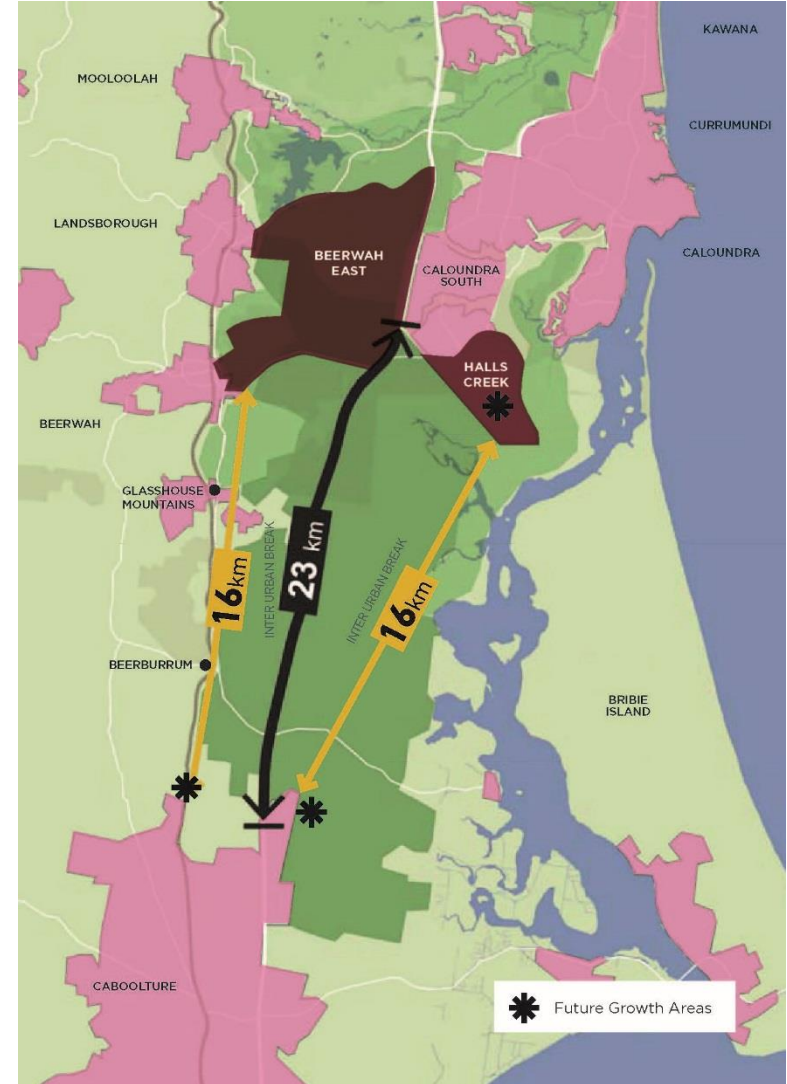 KAWANA
MOOLOOLAH
CURRUMUNDI
LANDSBOROUGH
BEERWAH
EAST
CALOUNDRA
SOUTH
CALOUNDRA
HALLS
CREEK
BEERWAH
GLASSHOUSE
MOUNTAINS
16km
INTER URBAN BREAK
23 km
INTER URBAN BREAK
16km
BEERBURRUM
BRIBIE
ISLAND
CABOOLTURE
Future Growth Areas